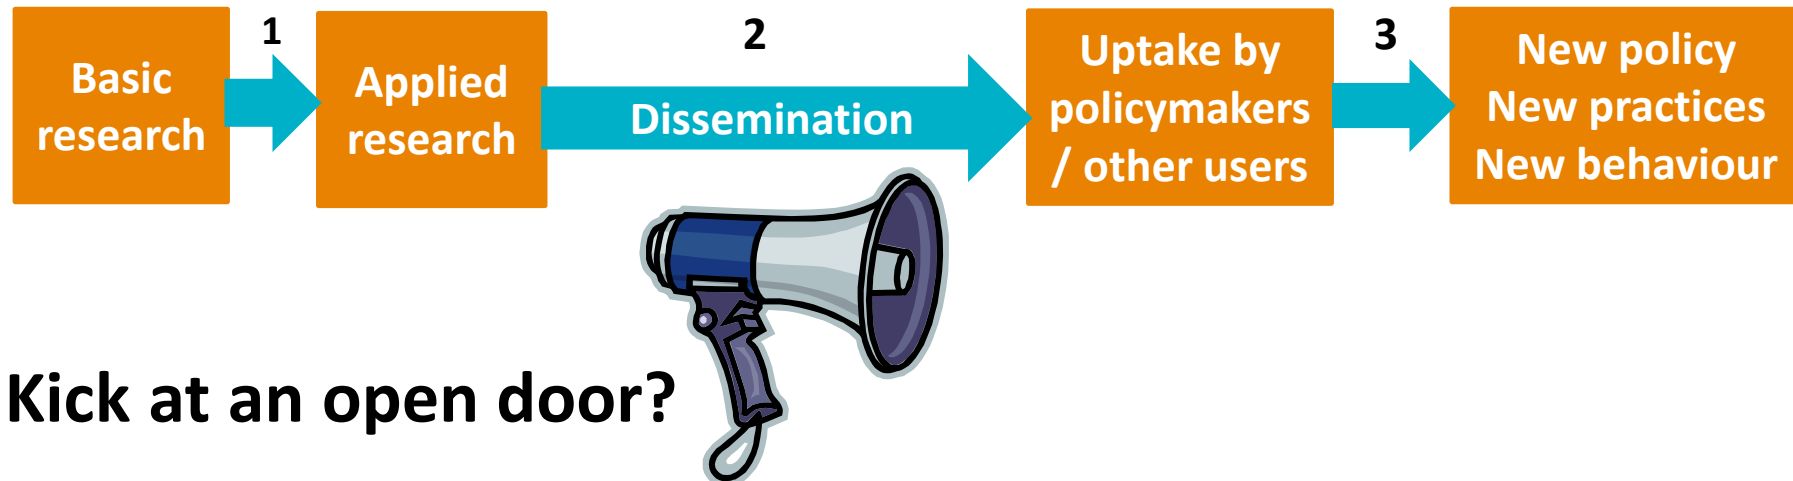 Basic
research
1
Applied
research
2
Dissemination
Uptake by
policymakers
/ other users
3
New policy
New practices
New behaviour
Kick at an open door?